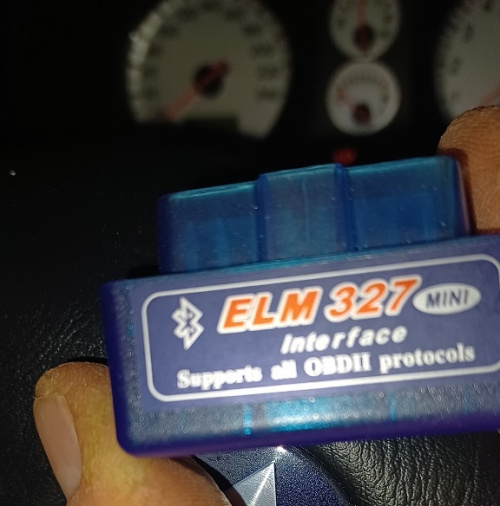 ELM 327 MINI
Interface
Supports all OBDII protocols